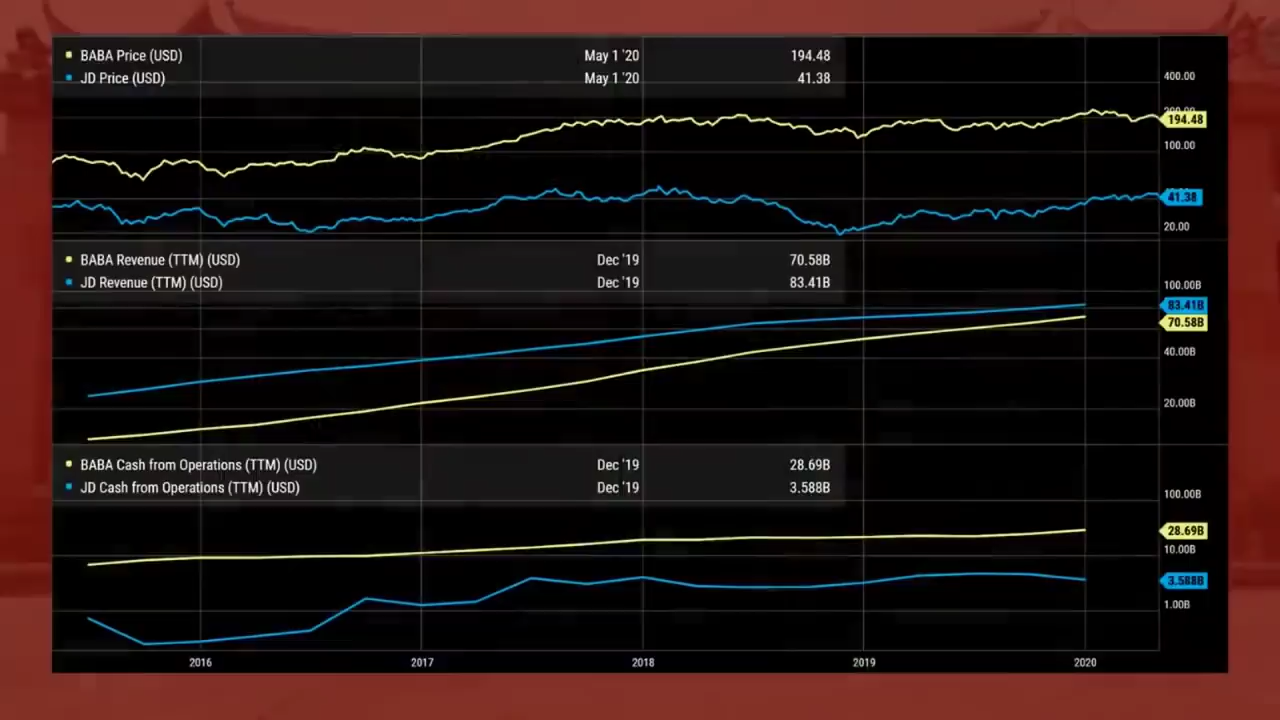 BABA Price (USD) May 1 '20 194.48
JD Price (USD) May 1 '20 41.38
400.00
200.00
194.48
100.00
41.38
20.00
BABA Revenue (TTM) (USD) Dec '19 70.58B
JD Revenue (TTM) (USD) Dec '19 83.41B
100.00B
83.41B
70.58B
40.00B
20.00B
BABA Cash from Operations (TTM) (USD) Dec '19 28.69B
JD Cash from Operations (TTM) (USD) Dec '19 3.588B
100.00B
28.69B
10.00B
3.588B
1.00B
2016 2017 2018 2019 2020